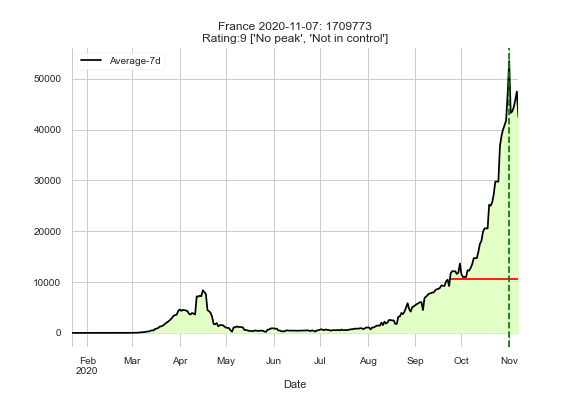 France 2020-11-07: 1709773
Rating:9 ['No peak', 'Not in control']
Average-7d
50000
40000
30000
20000
10000
0
Feb Mar Apr May Jun Jul Aug Sep Oct Nov
2020
Date